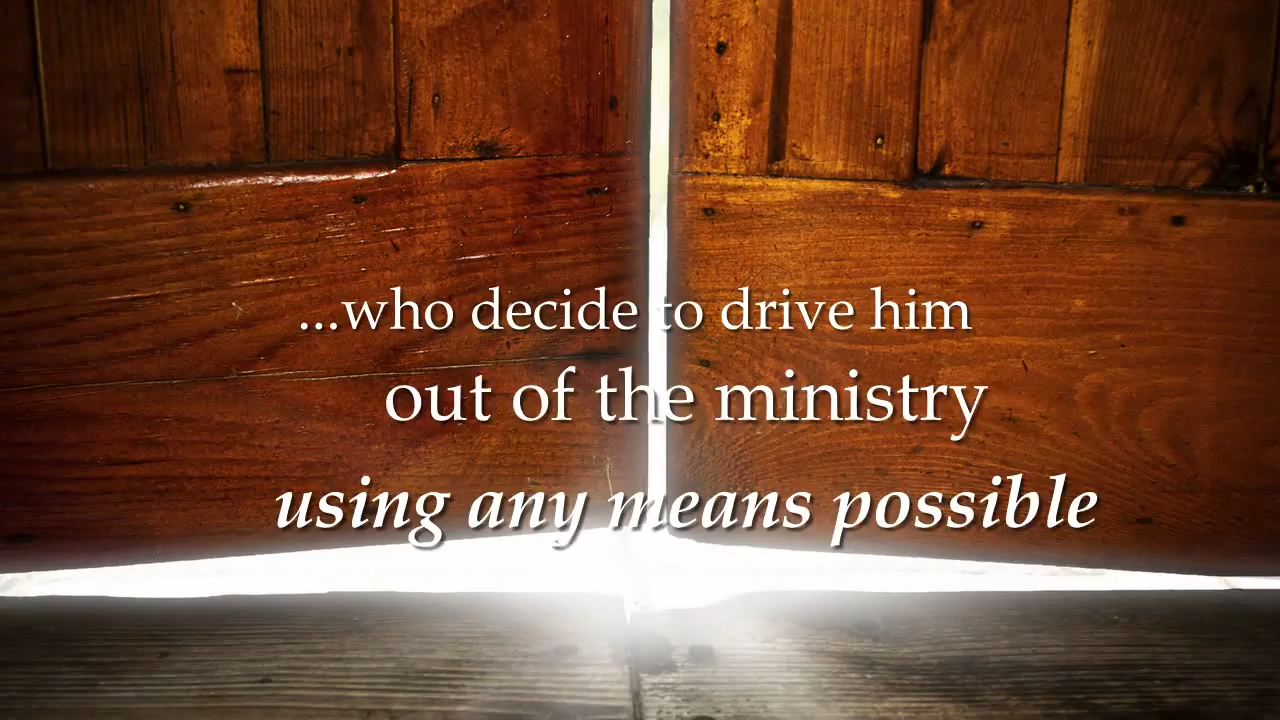 ...who decide to drive him
out of the ministry
using any means possible